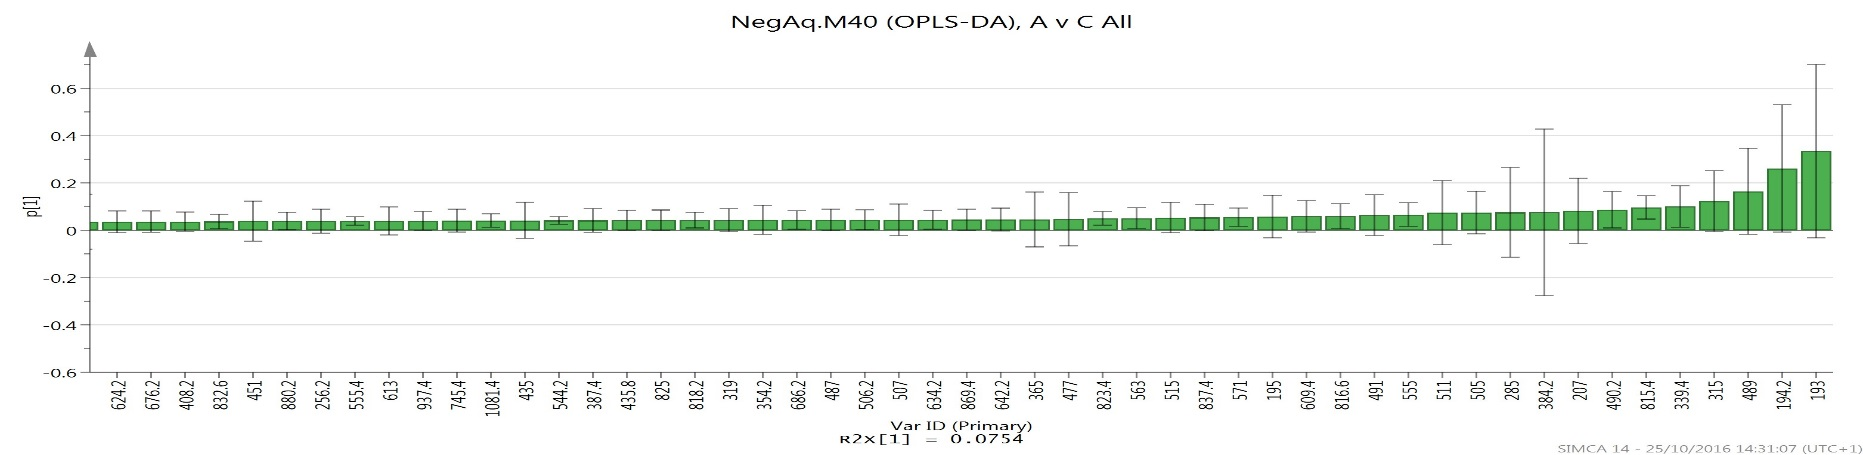 NegAq.M40 (OPLS-DA), A v C All
0.6
0.4
0.2
0
-0.2
-0.4
-0.6
p[1]
624.2 676.2 408.2 832.6 451 880.2 256.2 555.4 613 937.4 745.4 1081.4 435 544.2 387.4 435.8 825 818.2 319 354.2 686.2 487 506.2 507 634.2 869.4 642.2 365 477 823.4 563 515 837.4 571 195 609.4 816.6 491 555 511 505 285 384.2 207 490.2 815.4 339.4 315 489 194.2 193
Var ID (Primary)
R2X[1] = 0.0754
SIMCA 14 - 25/10/2016 14:31:07 (UTC+1)